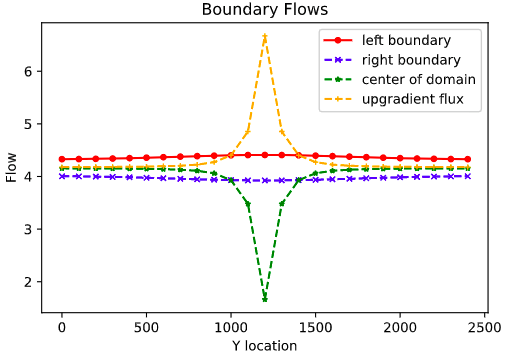 Boundary Flows
left boundary
right boundary
center of domain
upgradient flux
Flow
6
5
4
3
2
0
500
1000
1500
2000
2500
Y location